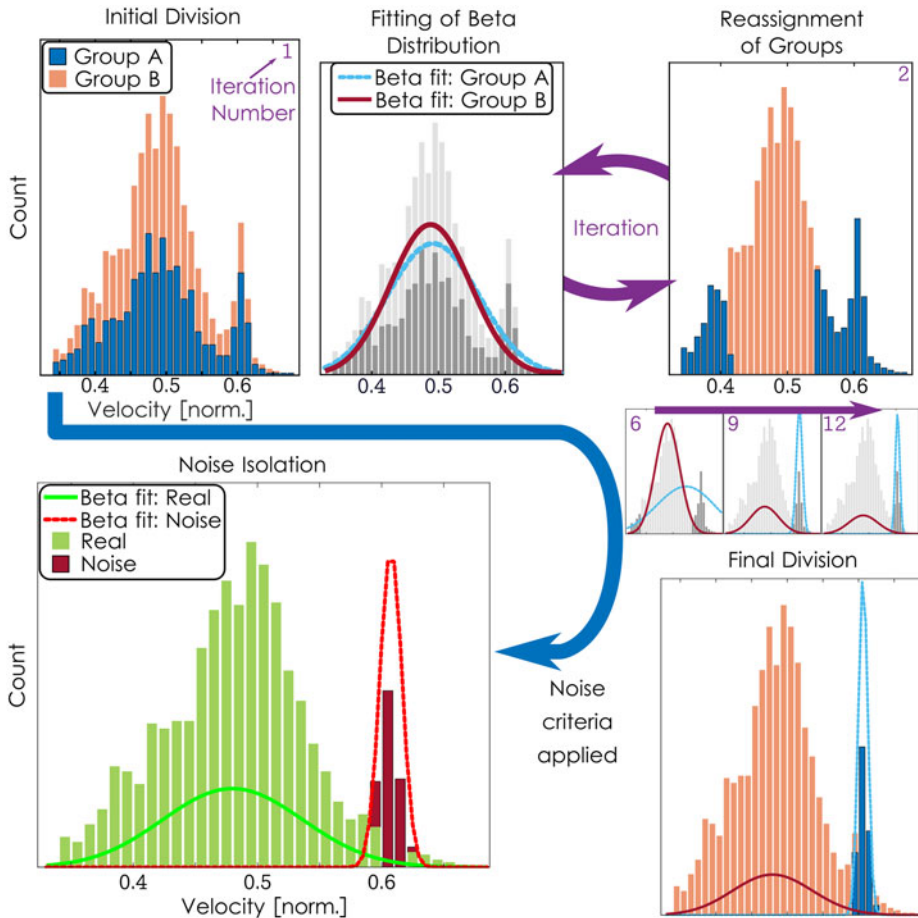 Initial Division
Group A
Group B
1
Iteration
Number
Count
0.4
0.5
0.6
Velocity [norm.]
Fitting of Beta
Distribution
Beta fit: Group A
Beta fit: Group B
0.4
0.5
0.6
Reassignment
of Groups
2
Iteration
0.4
0.5
0.6
6
9
12
Noise Isolation
Beta fit: Real
Beta fit: Noise
Real
Noise
Count
0.4
0.5
0.6
Velocity [norm.]
Noise
criteria
applied
Final Division